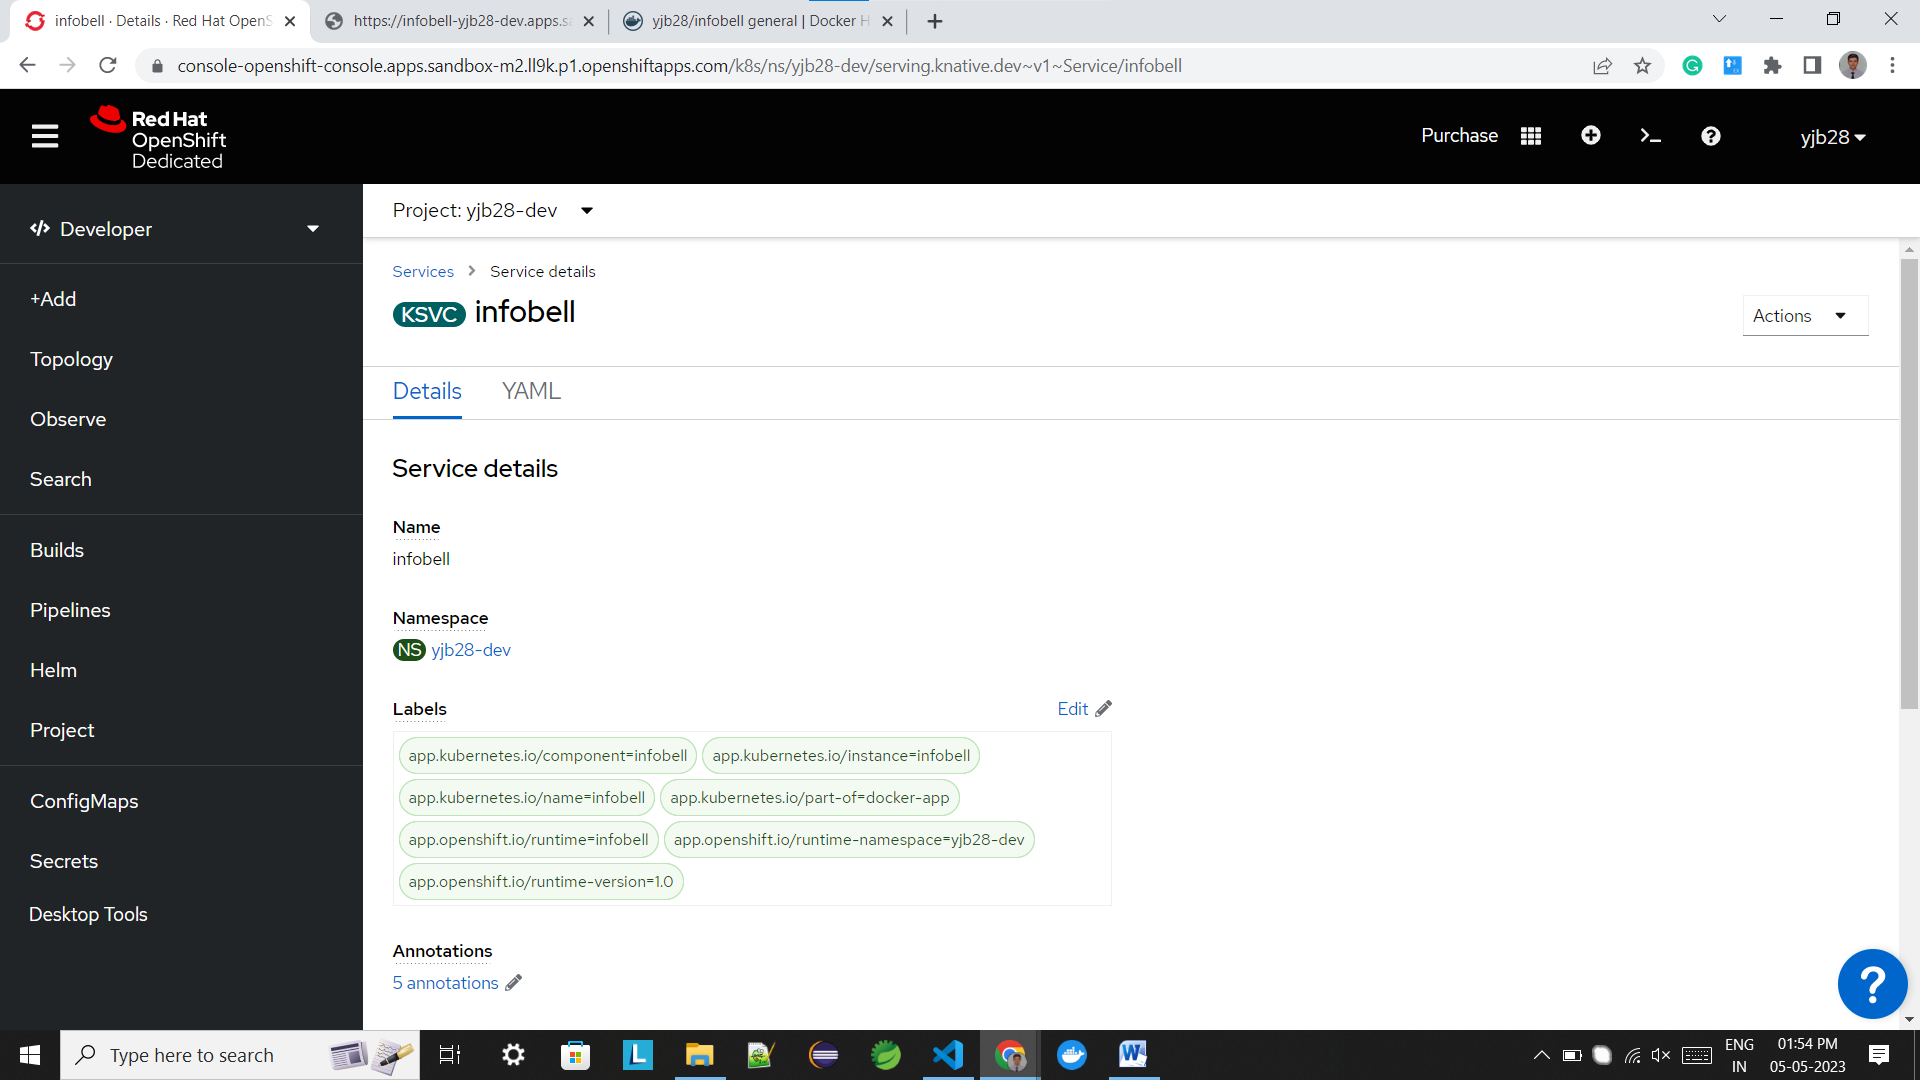 infobell · Details · Red Hat OpenS
https://infobell-yjb28-dev.apps.sa
yjb28/infobell general | Docker H
console-openshift-console.apps.sandbox-m2.ll9k.p1.openshiftapps.com/k8s/ns/yjb28-dev/serving.knative.dev~v1~Service/infobell
Red Hat
OpenShift
Dedicated
Purchase
yjb28
Developer
+Add
Topology
Observe
Search
Builds
Pipelines
Helm
Project
ConfigMaps
Secrets
Desktop Tools
Project: yjb28-dev
Services > Service details
KSVC infobell
Actions
Details YAML
Service details
Name
infobell
Namespace
NS yjb28-dev
Labels Edit
app.kubernetes.io/component=infobell app.kubernetes.io/instance=infobell
app.kubernetes.io/name=infobell app.kubernetes.io/part-of=docker-app
app.openshift.io/runtime=infobell app.openshift.io/runtime-namespace=yjb28-dev
app.openshift.io/runtime-version=1.0
Annotations
5 annotations
?
Type here to search
L
W
ENG
IN
01:54 PM
05-05-2023